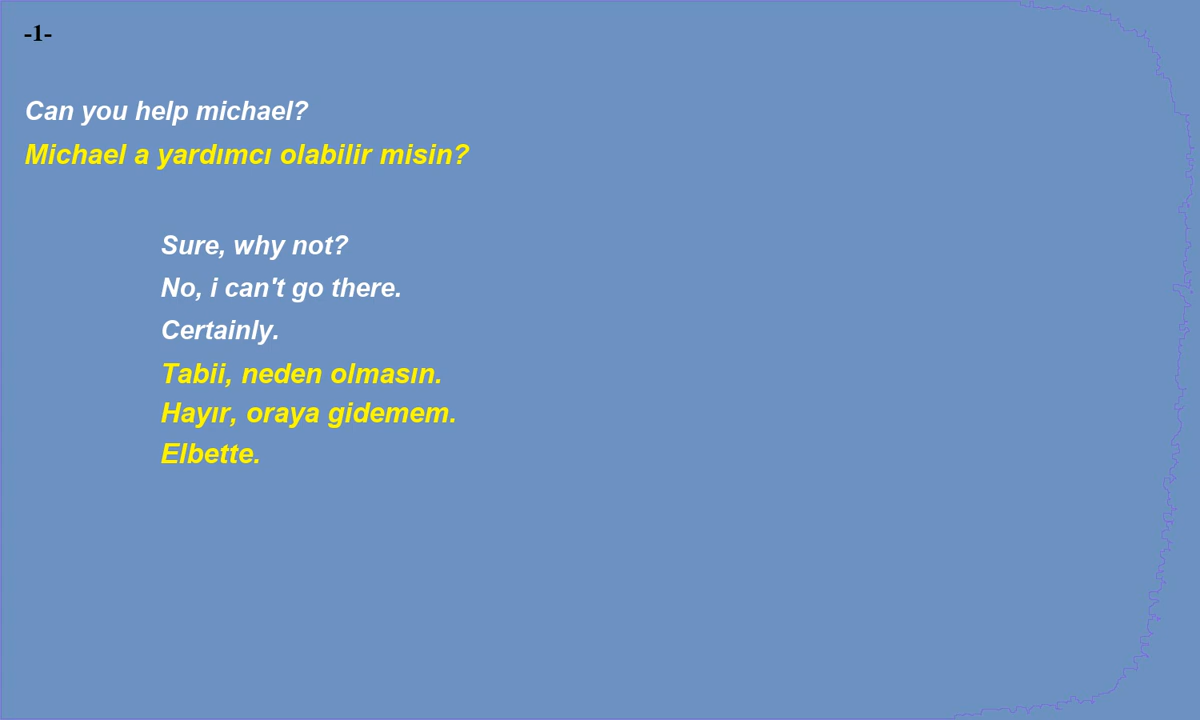 -1-
Can you help michael?
Michael a yardımcı olabilir misin?
Sure, why not?
No, i can't go there.
Certainly.
Tabii, neden olmasın.
Hayır, oraya gidemem.
Elbette.